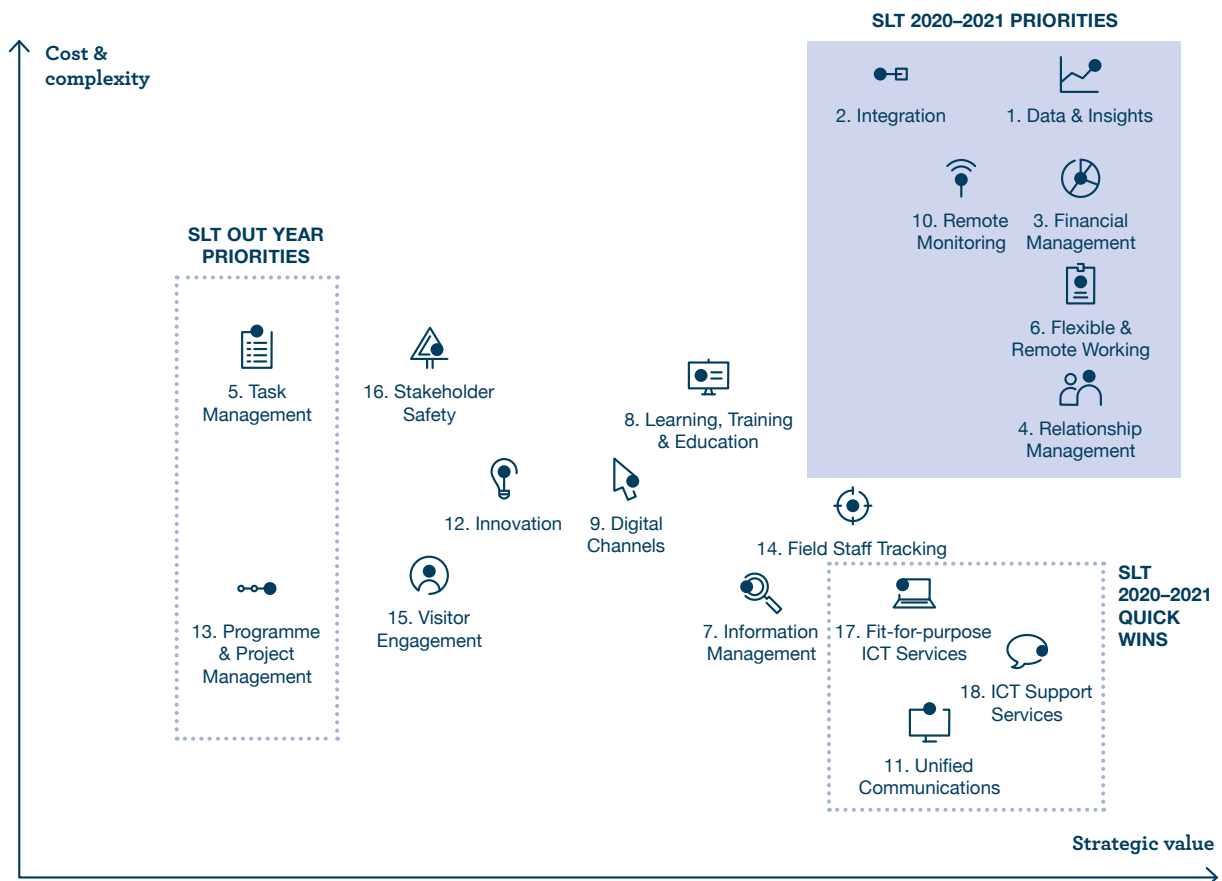 SLT 2020–2021 PRIORITIES
Cost &
complexity
2. Integration
1. Data & Insights
10. Remote
Monitoring
3. Financial
Management
SLT OUT YEAR
PRIORITIES
6. Flexible &
Remote Working
5. Task
Management
16. Stakeholder
Safety
8. Learning, Training
& Education
4. Relationship
Management
12. Innovation
9. Digital
Channels
14. Field Staff Tracking
SLT
2020–2021
QUICK
WINS
13. Programme
& Project
Management
15. Visitor
Engagement
7. Information
Management
17. Fit-for-purpose
ICT Services
18. ICT Support
Services
11. Unified
Communications
Strategic value